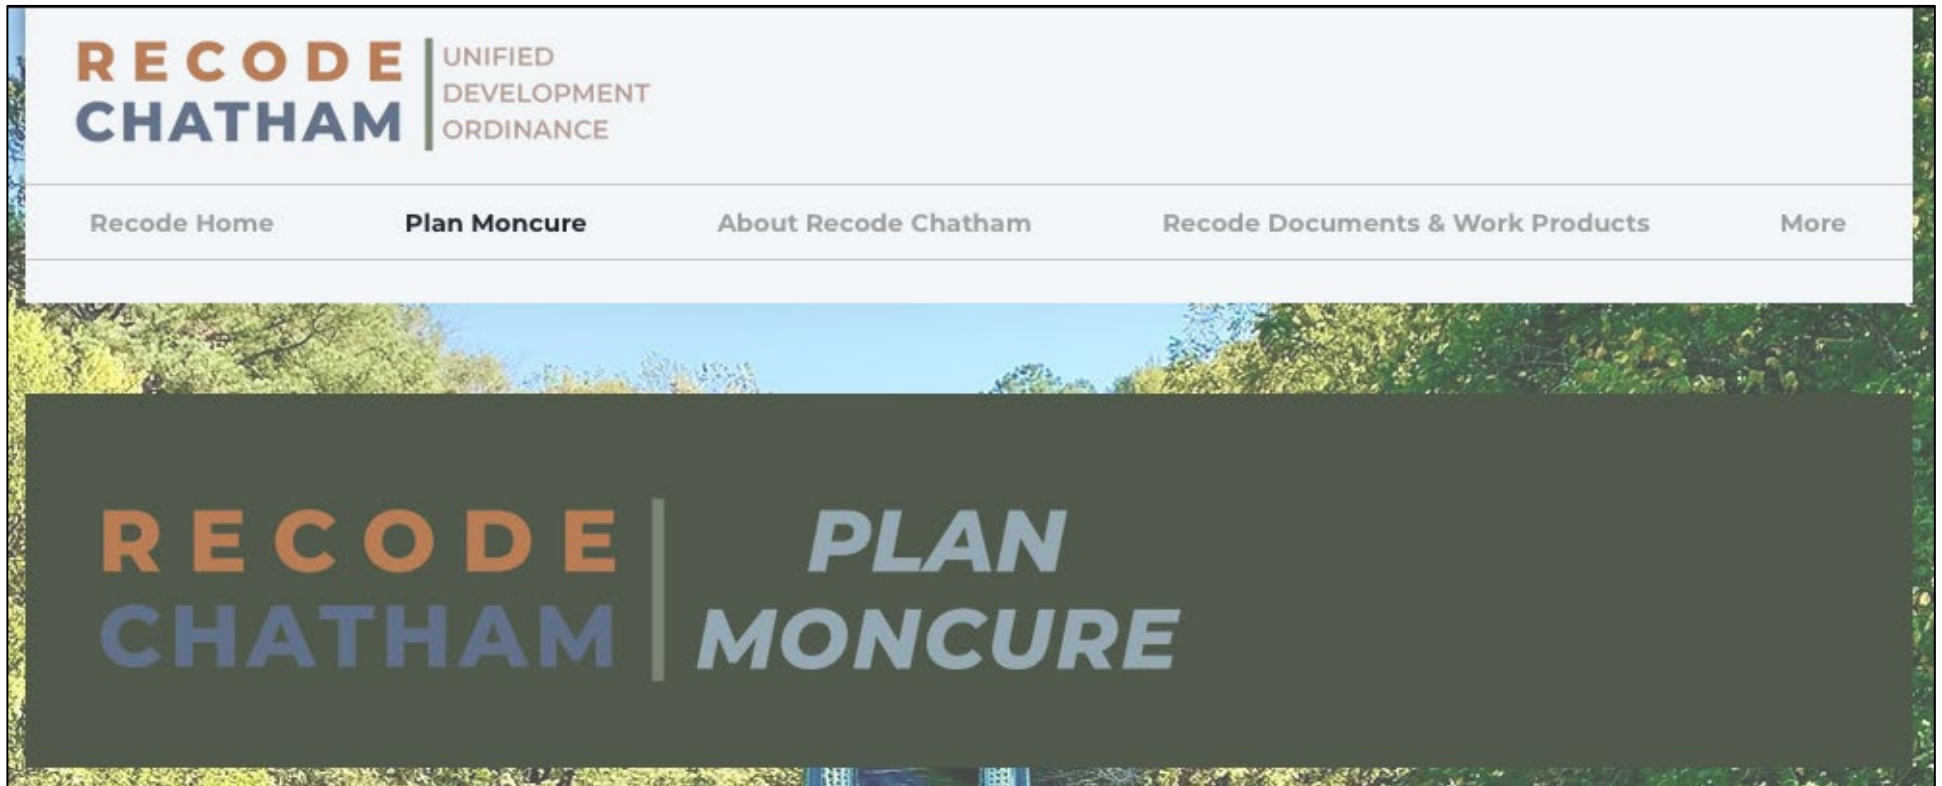 RECODE
CHATHAM
UNIFIED
DEVELOPMENT
ORDINANCE
Recode Home
Plan Moncure
About Recode Chatham
Recode Documents & Work Products
More
RECODE
CHATHAM
PLAN
MONCURE